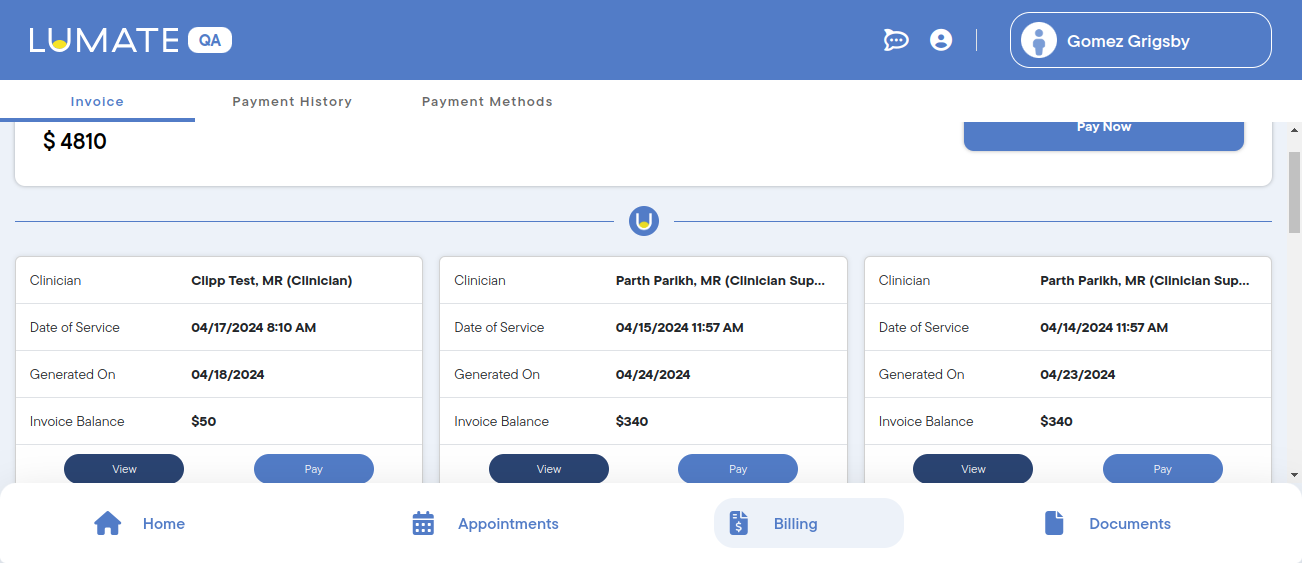 LUMATE QA
Gomez Grigsby
Invoice Payment History Payment Methods
$ 4810
Pay Now
Clinician Clipp Test, MR (Clinician)
Date of Service 04/17/2024 8:10 AM
Generated On 04/18/2024
Invoice Balance $50
View Pay
Clinician Parth Parikh, MR (Clinician Sup...
Date of Service 04/15/2024 11:57 AM
Generated On 04/24/2024
Invoice Balance $340
View Pay
Clinician Parth Parikh, MR (Clinician Sup...
Date of Service 04/14/2024 11:57 AM
Generated On 04/23/2024
Invoice Balance $340
View Pay
Home Appointments Billing Documents